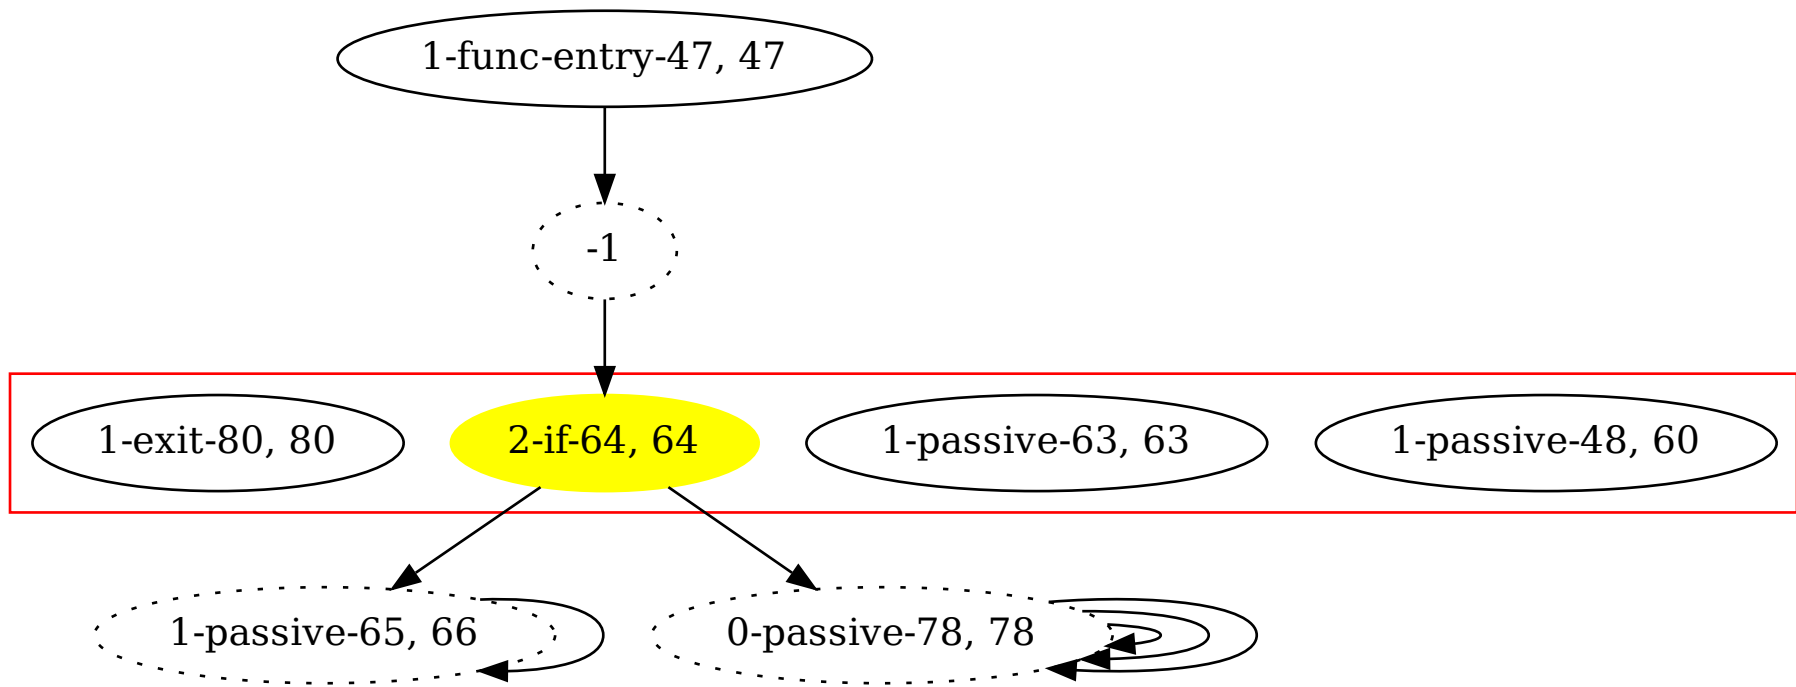 1-func-entry-47, 47
-1
1-exit-80, 80
2-if-64, 64
1-passive-63, 63
1-passive-48, 60
1-passive-65, 66
0-passive-78, 78